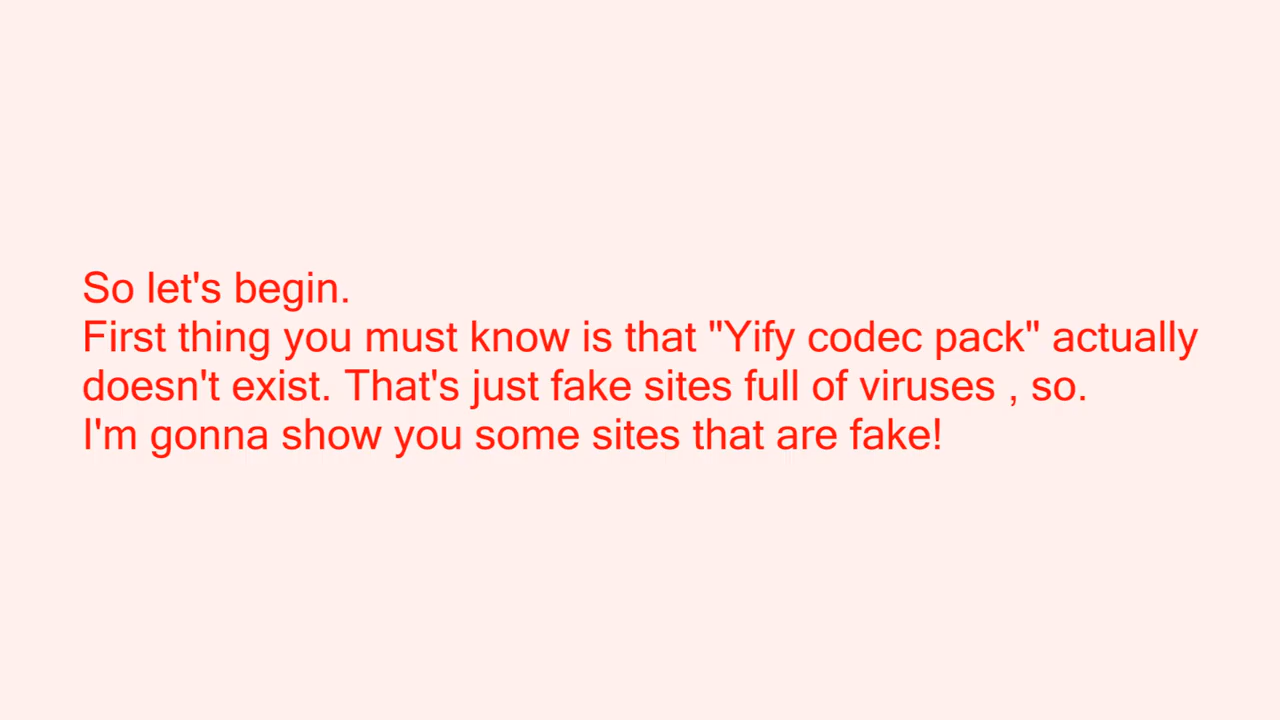 So let's begin.
First thing you must know is that "Yify codec pack" actually
doesn't exist. That's just fake sites full of viruses , so.
I'm gonna show you some sites that are fake!